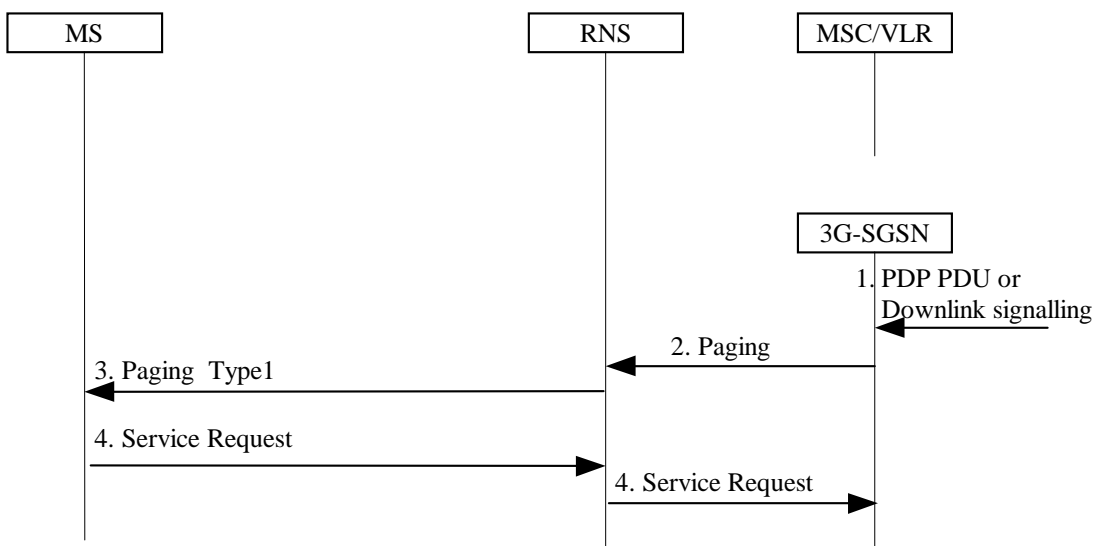 MS
RNS
MSC/VLR
3G-SGSN
1. PDP PDU or
Downlink signalling
2. Paging
3. Paging Type1
4. Service Request
4. Service Request